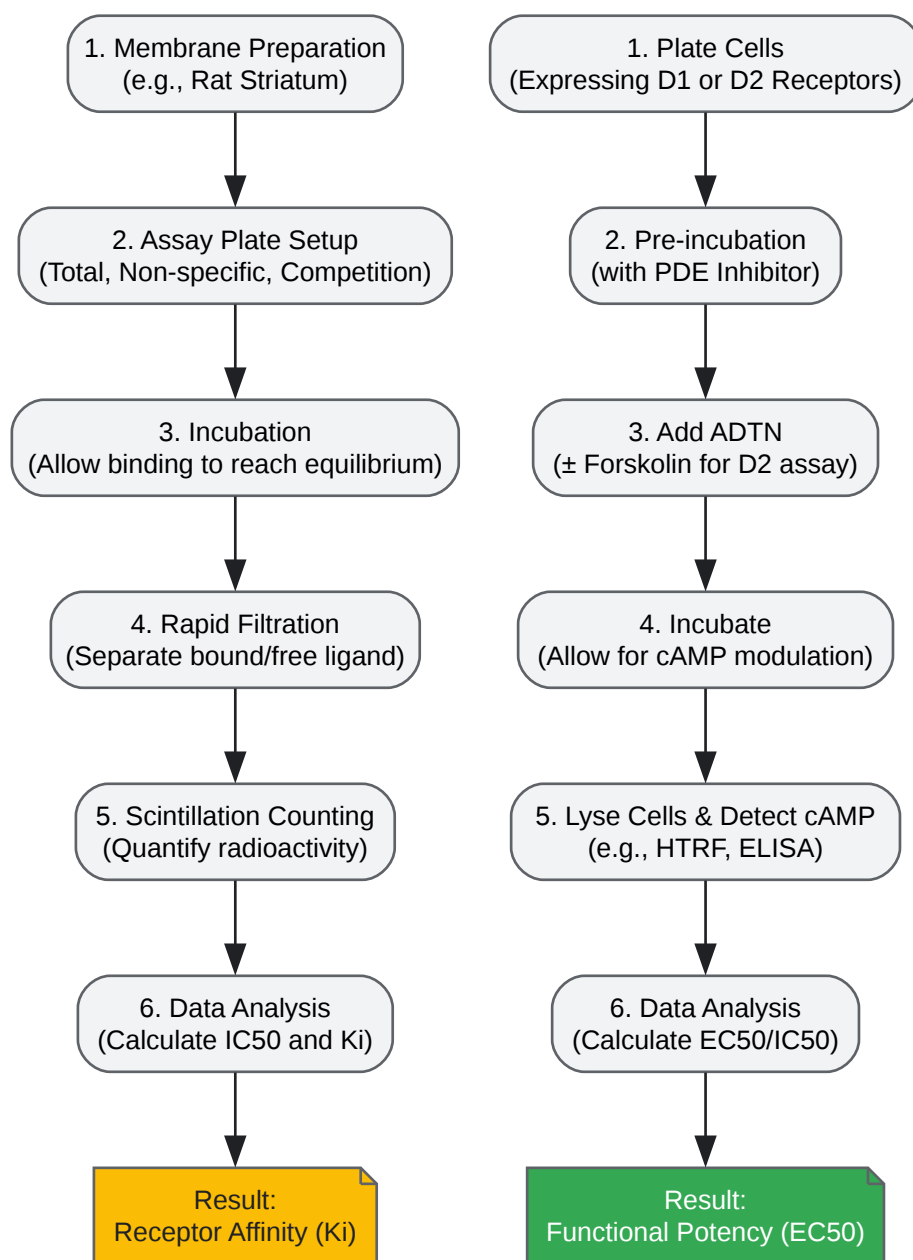 1. Membrane Preparation
(e.g., Rat Striatum)
2. Assay Plate Setup
(Total, Non-specific, Competition)
3. Incubation
(Allow binding to reach equilibrium)
4. Rapid Filtration
(Separate bound/free ligand)
5. Scintillation Counting
(Quantify radioactivity)
6. Data Analysis
(Calculate IC50 and Ki)
Result:
Receptor Affinity (Ki)
1. Plate Cells
(Expressing D1 or D2 Receptors)
2. Pre-incubation
(with PDE Inhibitor)
3. Add ADTN
(± Forskolin for D2 assay)
4. Incubate
(Allow for cAMP modulation)
5. Lyse Cells & Detect cAMP
(e.g., HTRF, ELISA)
6. Data Analysis
(Calculate EC50/IC50)
Result:
Functional Potency (EC50)